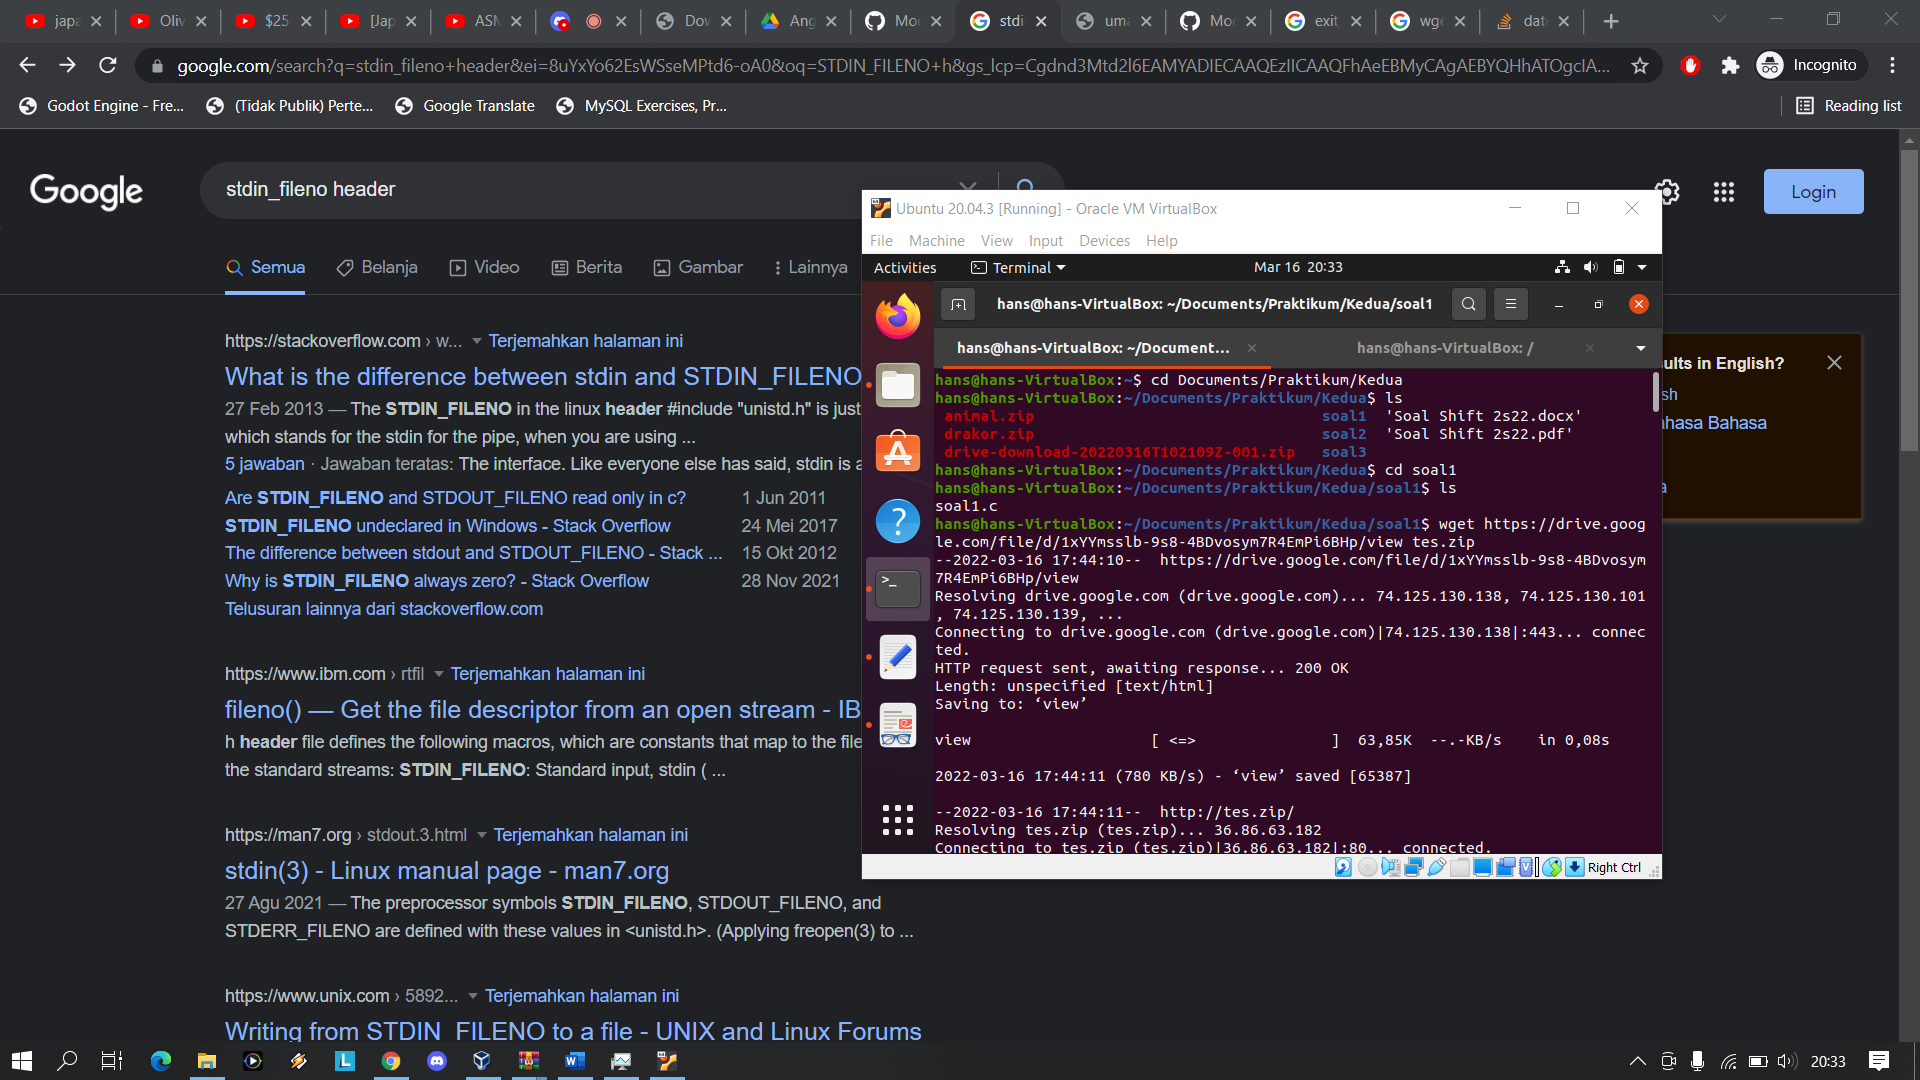 japa
Oliv
$25
[Jap
ASM
Dov
Ang
Mod
stdi
uma
Mod
exit
wge
dat
google.com/search?q=stdin_fileno+header&ei=8uYxYo62EsWSseMPtd6-oA0&oq=STDIN_FILENO+h&gs_lcp=Cgdnd3Mtd2l6EAMYADIECAAQEzIICAAQFhAeEBMyCAgAEBYQHhATOgcIA...
Incognito
Godot Engine - Fre...
(Tidak Publik) Perte...
Google Translate
MySQL Exercises, Pr...
Reading list
Google
stdin_fileno header
Login
Semua
Belanja
Video
Berita
Gambar
Lainnya
https://stackoverflow.com › w...
Terjemahkan halaman ini
What is the difference between stdin and STDIN_FILENO
27 Feb 2013 — The STDIN_FILENO in the linux header #include "unistd.h" is just
which stands for the stdin for the pipe, when you are using ...
5 jawaban · Jawaban teratas: The interface. Like everyone else has said, stdin is a
Are STDIN_FILENO and STDOUT_FILENO read only in c? 1 Jun 2011
STDIN_FILENO undeclared in Windows - Stack Overflow 24 Mei 2017
The difference between stdout and STDOUT_FILENO - Stack ... 15 Okt 2012
Why is STDIN_FILENO always zero? - Stack Overflow 28 Nov 2021
Telusuran lainnya dari stackoverflow.com
https://www.ibm.com › rtfil
Terjemahkan halaman ini
fileno() — Get the file descriptor from an open stream - IB
h header file defines the following macros, which are constants that map to the file
the standard streams: STDIN_FILENO: Standard input, stdin ( ...
https://man7.org › stdout.3.html
Terjemahkan halaman ini
stdin(3) - Linux manual page - man7.org
27 Agu 2021 — The preprocessor symbols STDIN_FILENO, STDOUT_FILENO, and
STDERR_FILENO are defined with these values in <unistd.h>. (Applying freopen(3) to ...
https://www.unix.com › 5892...
Terjemahkan halaman ini
Writing from STDIN_FILENO to a file - UNIX and Linux Forums
ults in English?
sh
hasa Bahasa
a
Ubuntu 20.04.3 [Running] - Oracle VM VirtualBox
File Machine View Input Devices Help
Activities
Terminal
Mar 16 20:33
hans@hans-VirtualBox: ~/Documents/Praktikum/Kedua/soal1
hans@hans-VirtualBox: ~/Document...
hans@hans-VirtualBox: /
hans@hans-VirtualBox:~$ cd Documents/Praktikum/Kedua
hans@hans-VirtualBox:~/Documents/Praktikum/Kedua$ ls
animal.zip soal1 'Soal Shift 2s22.docx'
drakor.zip soal2 'Soal Shift 2s22.pdf'
drive-download-20220316T102109Z-001.zip soal3
hans@hans-VirtualBox:~/Documents/Praktikum/Kedua$ cd soal1
hans@hans-VirtualBox:~/Documents/Praktikum/Kedua/soal1$ ls
soal1.c
hans@hans-VirtualBox:~/Documents/Praktikum/Kedua/soal1$ wget https://drive.goog
le.com/file/d/1xYYmsslb-9s8-4BDvosym7R4EmPi6BHp/view tes.zip
--2022-03-16 17:44:10-- https://drive.google.com/file/d/1xYYmsslb-9s8-4BDvosym
7R4EmPi6BHp/view
Resolving drive.google.com (drive.google.com)... 74.125.130.138, 74.125.130.101
, 74.125.130.139, ...
Connecting to drive.google.com (drive.google.com)|74.125.130.138|:443... connec
ted.
HTTP request sent, awaiting response... 200 OK
Length: unspecified [text/html]
Saving to: ‘view’
view [ <=> ] 63,85K --.-KB/s in 0,08s
2022-03-16 17:44:11 (780 KB/s) - ‘view’ saved [65387]
--2022-03-16 17:44:11-- http://tes.zip/
Resolving tes.zip (tes.zip)... 36.86.63.182
Connecting to tes.zip (tes.zip)|36.86.63.182|:80... connected.
Right Ctrl
20:33